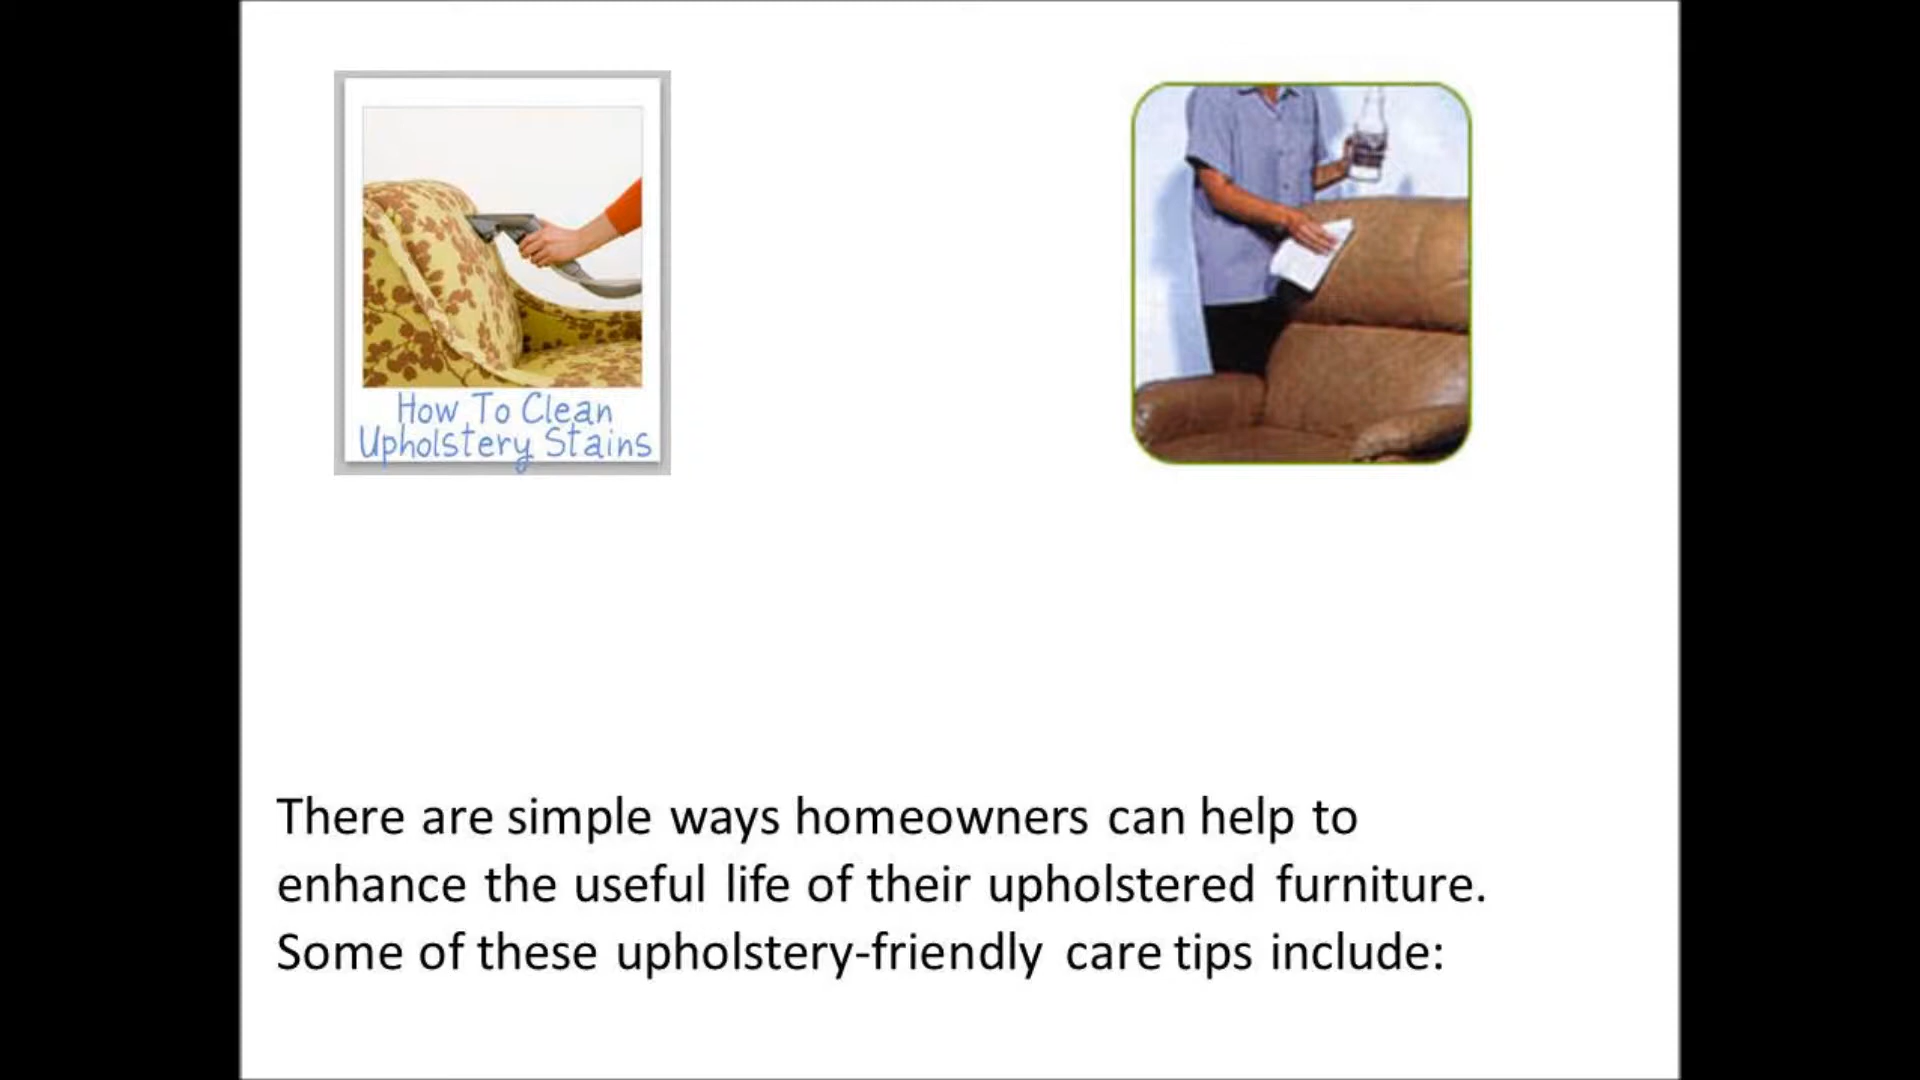 How To Clean
Upholstery Stains
There are simple ways homeowners can help to
enhance the useful life of their upholstered furniture.
Some of these upholstery-friendly care tips include: